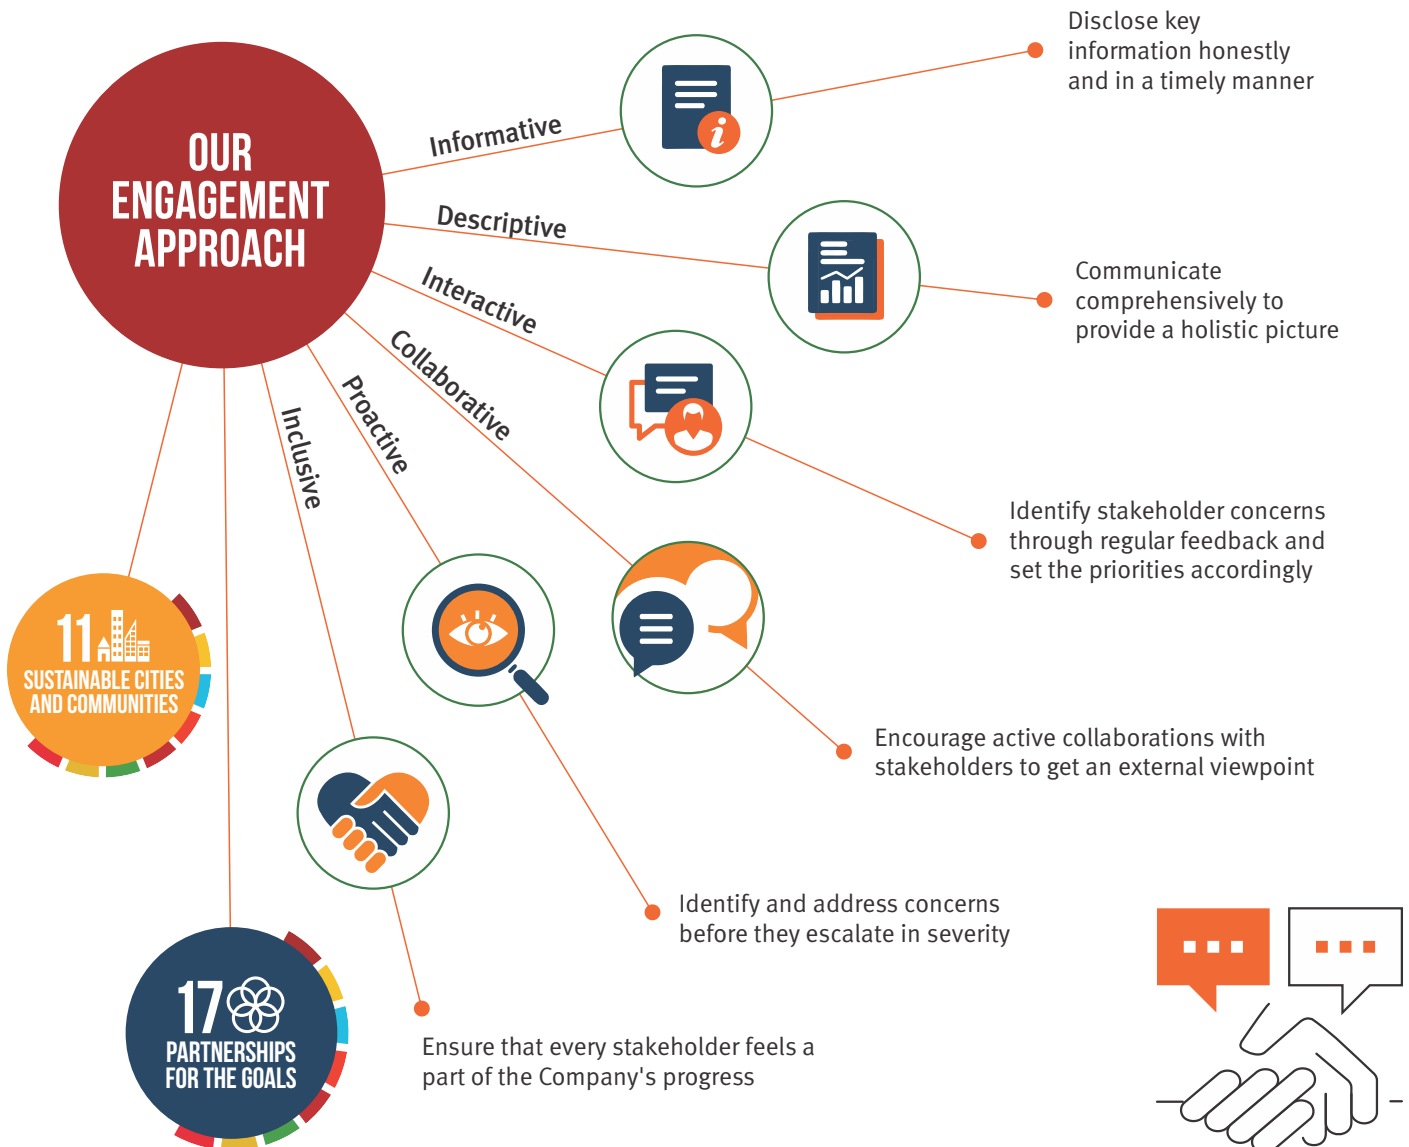 OUR
ENGAGEMENT
APPROACH
Informative
Disclose key
information honestly
and in a timely manner
Descriptive
Communicate
comprehensively to
provide a holistic picture
Interactive
Identify stakeholder concerns
through regular feedback and
set the priorities accordingly
Collaborative
Encourage active collaborations with
stakeholders to get an external viewpoint
Proactive
Identify and address concerns
before they escalate in severity
Inclusive
Ensure that every stakeholder feels a
part of the Company's progress
11
SUSTAINABLE CITIES
AND COMMUNITIES
17
PARTNERSHIPS
FOR THE GOALS
i